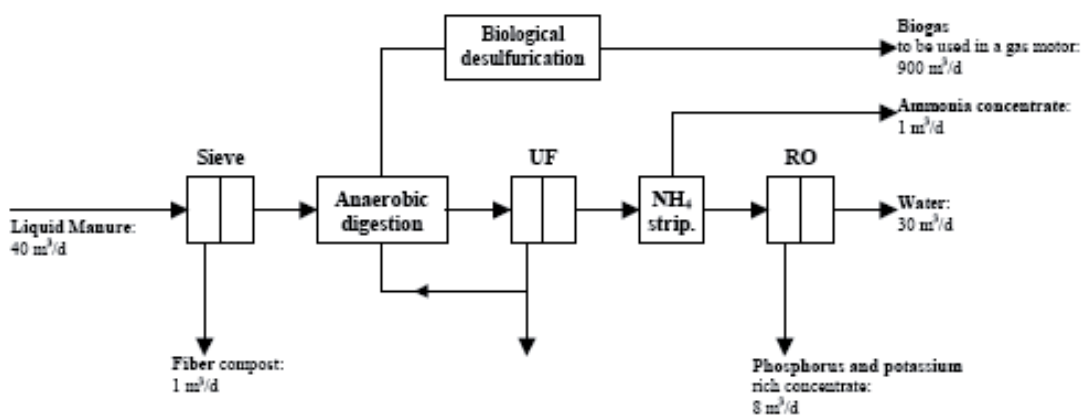 Biological
desulfurication
Biogas
to be used in a gas motor:
900 m³/d
Ammonia concentrate:
1 m³/d
Sieve
UF
RO
Anaerobic
digestion
NH₄
strip.
Liquid Manure:
40 m³/d
Water:
30 m³/d
Fiber compost:
1 m³/d
Phosphorus and potassium
rich concentrate:
8 m³/d